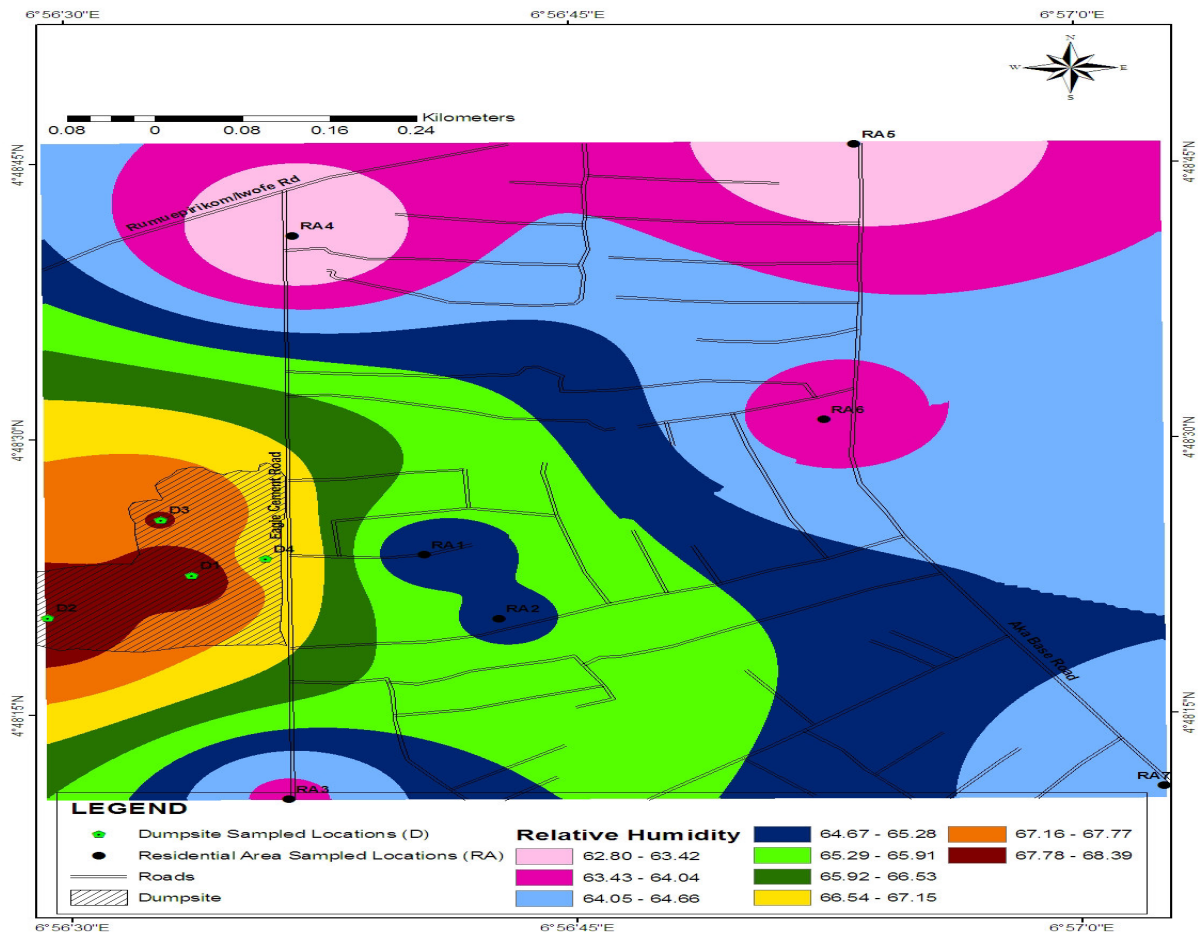 6°56'30"E 6°56'45"E 6°57'0"E
N
W E
S
Kilometers
0.08 0 0.08 0.16 0.24
RA5
4°48'45"N 4°48'45"N
Rumuepirikom/Iwofe Rd
RA4
RA6
4°48'30"N 4°48'30"N
Eagle Cement Road
D3
RA1
D4
D1
D2
RA2
Aka Base Road
4°48'15"N 4°48'15"N
RA7
RA3
LEGEND
Dumpsite Sampled Locations (D)
Residential Area Sampled Locations (RA)
Roads
Dumpsite
Relative Humidity
62.80 - 63.42
63.43 - 64.04
64.05 - 64.66
64.67 - 65.28
65.29 - 65.91
65.92 - 66.53
66.54 - 67.15
67.16 - 67.77
67.78 - 68.39
6°56'30"E 6°56'45"E 6°57'0"E